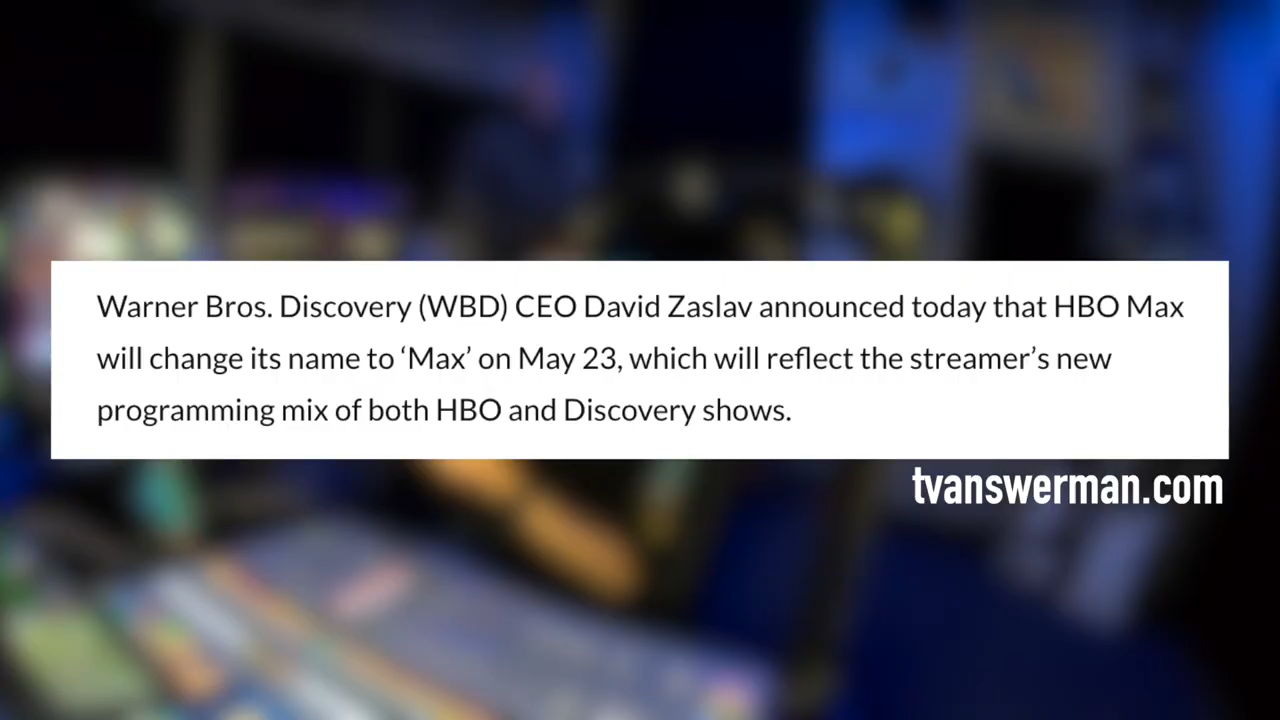 Warner Bros. Discovery (WBD) CEO David Zaslav announced today that HBO Max
will change its name to ‘Max’ on May 23, which will reflect the streamer’s new
programming mix of both HBO and Discovery shows.
tvanswerman.com